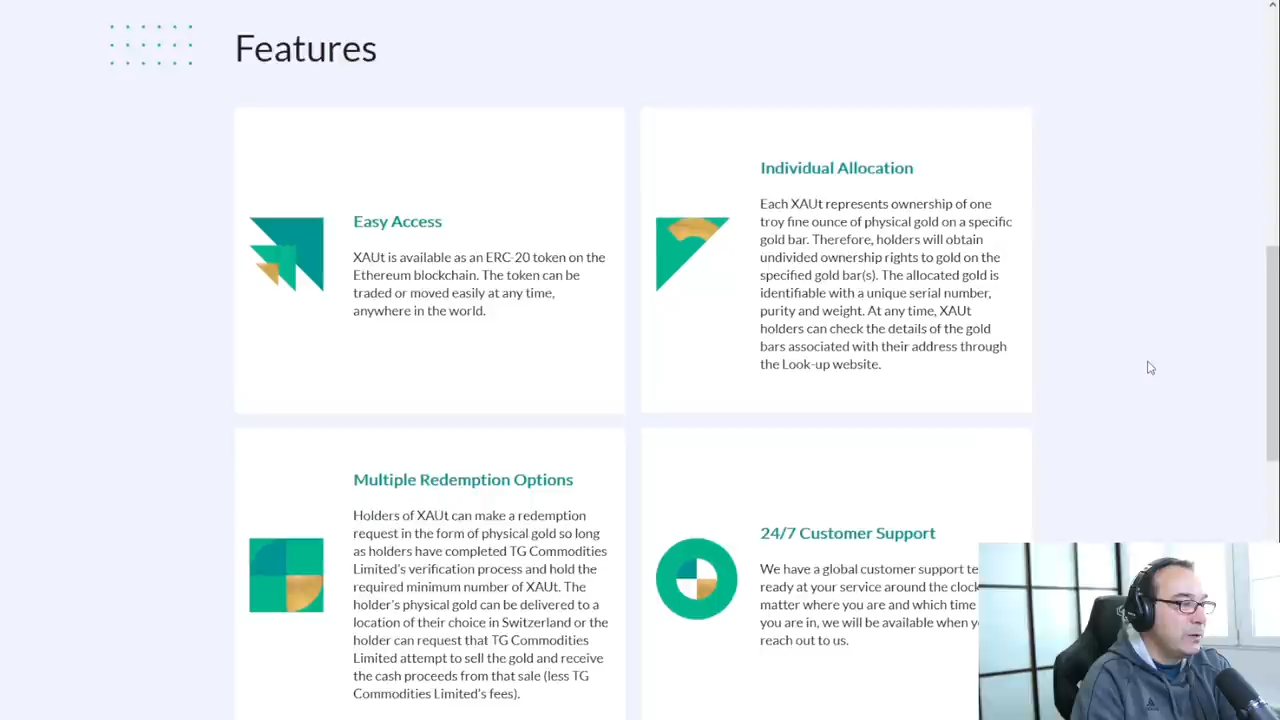 Features
Easy Access
XAUt is available as an ERC-20 token on the
Ethereum blockchain. The token can be
traded or moved easily at any time,
anywhere in the world.
Individual Allocation
Each XAUt represents ownership of one
troy fine ounce of physical gold on a specific
gold bar. Therefore, holders will obtain
undivided ownership rights to gold on the
specified gold bar(s). The allocated gold is
identifiable with a unique serial number,
purity and weight. At any time, XAUt
holders can check the details of the gold
bars associated with their address through
the Look-up website.
Multiple Redemption Options
Holders of XAUt can make a redemption
request in the form of physical gold so long
as holders have completed TG Commodities
Limited's verification process and hold the
required minimum number of XAUt. The
holder's physical gold can be delivered to a
location of their choice in Switzerland or the
holder can request that TG Commodities
Limited attempt to sell the gold and receive
the cash proceeds from that sale (less TG
Commodities Limited's fees).
24/7 Customer Support
We have a global customer support
ready at your service around the clock
matter where you are and which time
you are in, we will be available when
reach out to us.